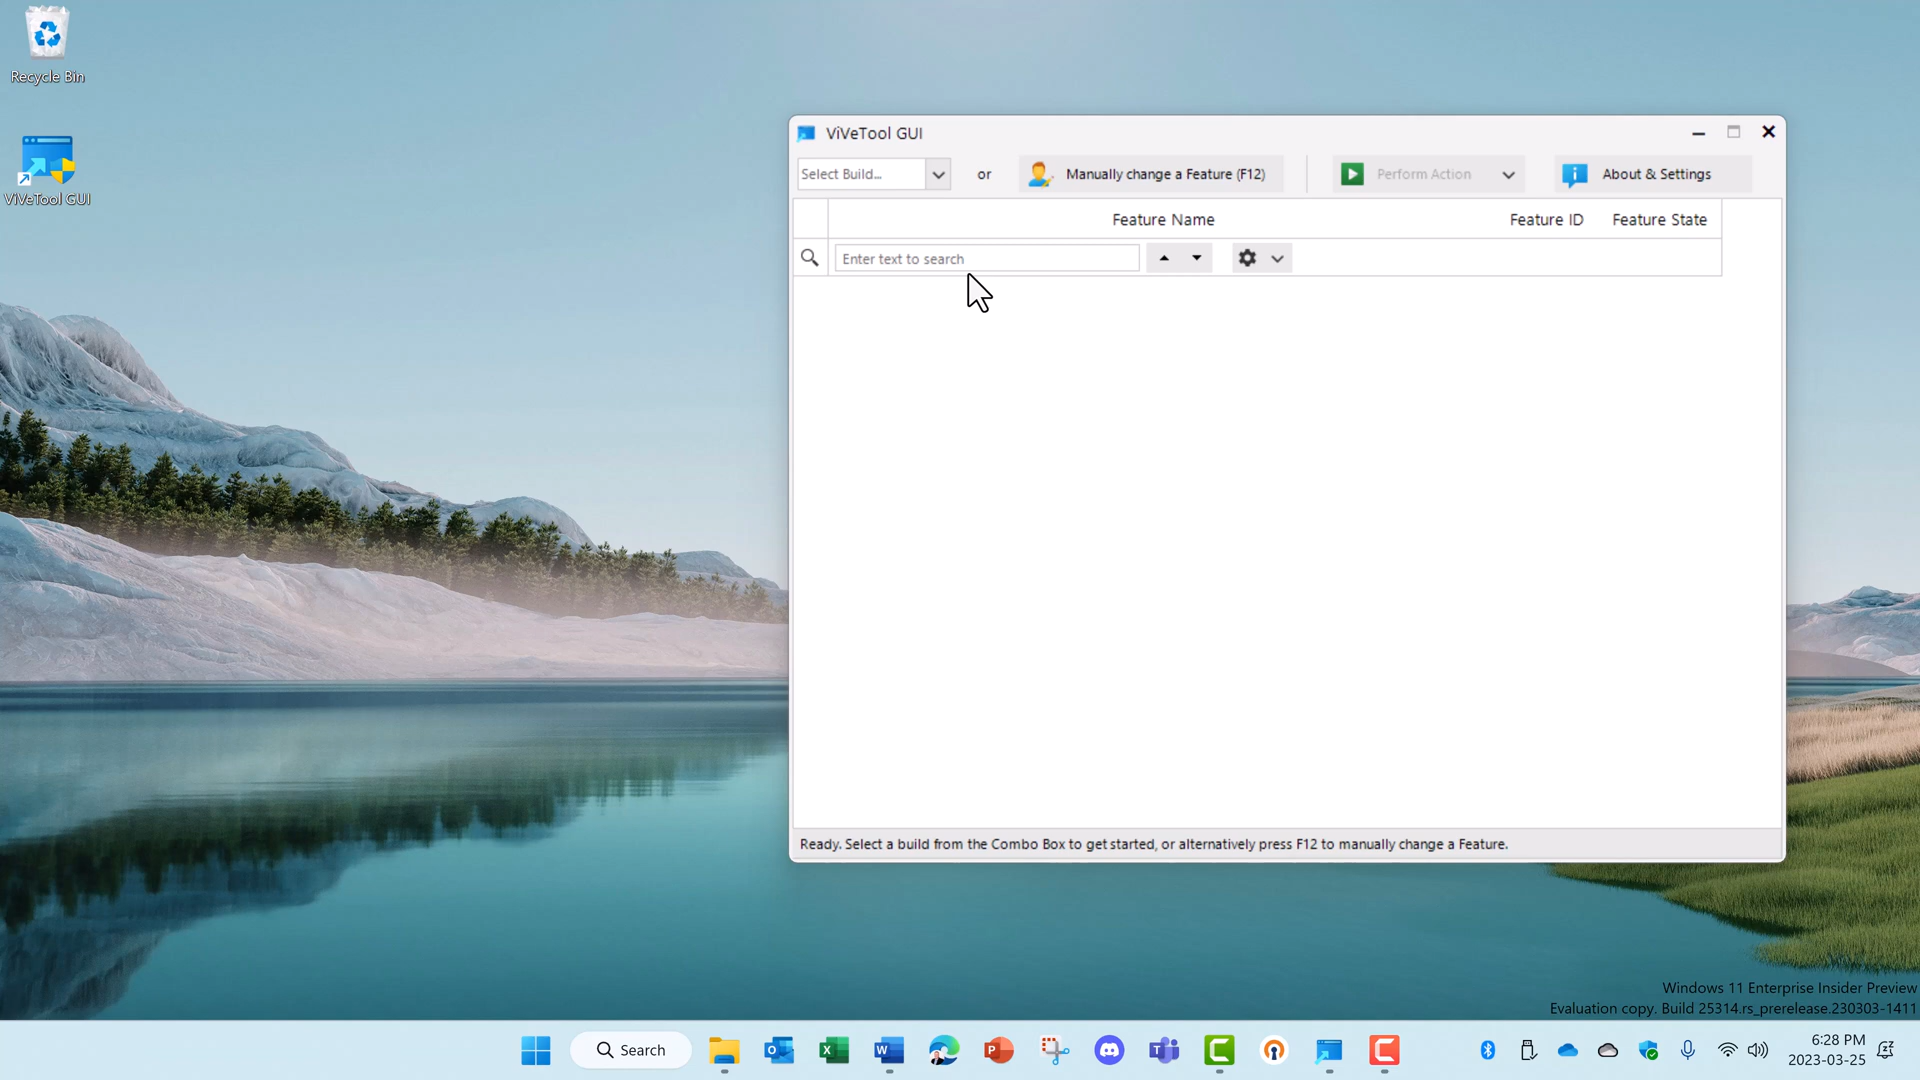 Recycle Bin
ViVeTool GUI
ViVeTool GUI
Select Build...
or
Manually change a Feature (F12)
Perform Action
About & Settings
Feature Name
Feature ID
Feature State
Enter text to search
Ready. Select a build from the Combo Box to get started, or alternatively press F12 to manually change a Feature.
Windows 11 Enterprise Insider Preview
Evaluation copy. Build 25314.rs_prerelease.230303-1411
Search
6:28 PM
2023-03-25